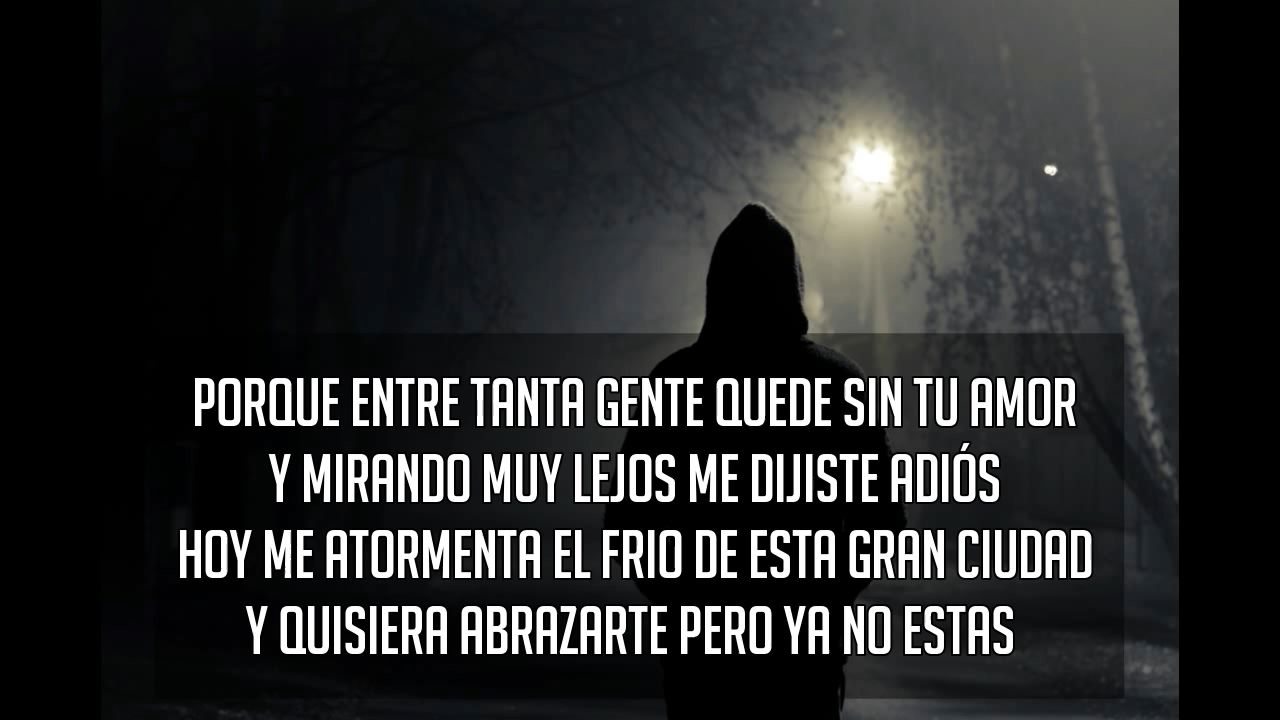 PORQUE ENTRE TANTA GENTE QUEDE SIN TU AMOR
Y MIRANDO MUY LEJOS ME DIJISTE ADIÓS
HOY ME ATORMENTA EL FRIO DE ESTA GRAN CIUDAD
Y QUISIERA ABRAZARTE PERO YA NO ESTAS